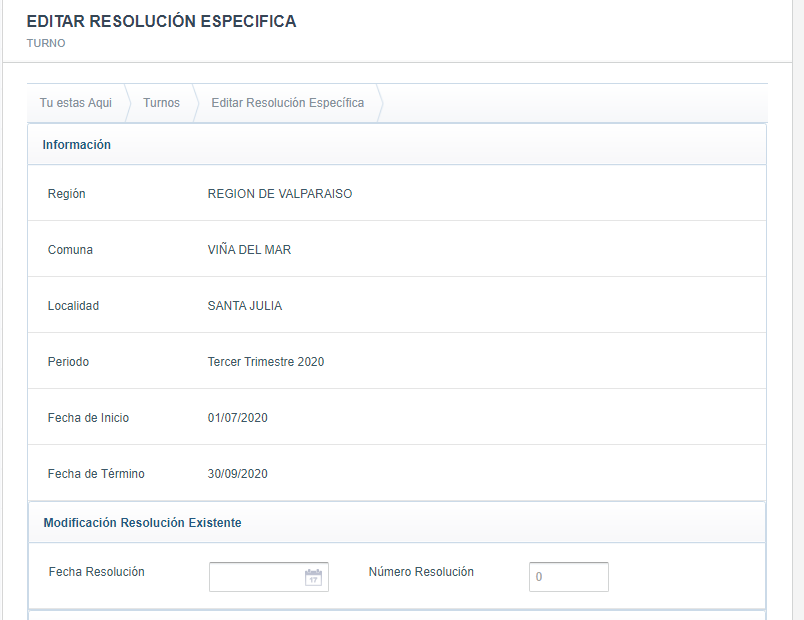 EDITAR RESOLUCIÓN ESPECIFICA
TURNO
Tu estas Aqui Turnos Editar Resolución Específica
Información
Región REGION DE VALPARAISO
Comuna VIÑA DEL MAR
Localidad SANTA JULIA
Periodo Tercer Trimestre 2020
Fecha de Inicio 01/07/2020
Fecha de Término 30/09/2020
Modificación Resolución Existente
Fecha Resolución 17 Número Resolución 0